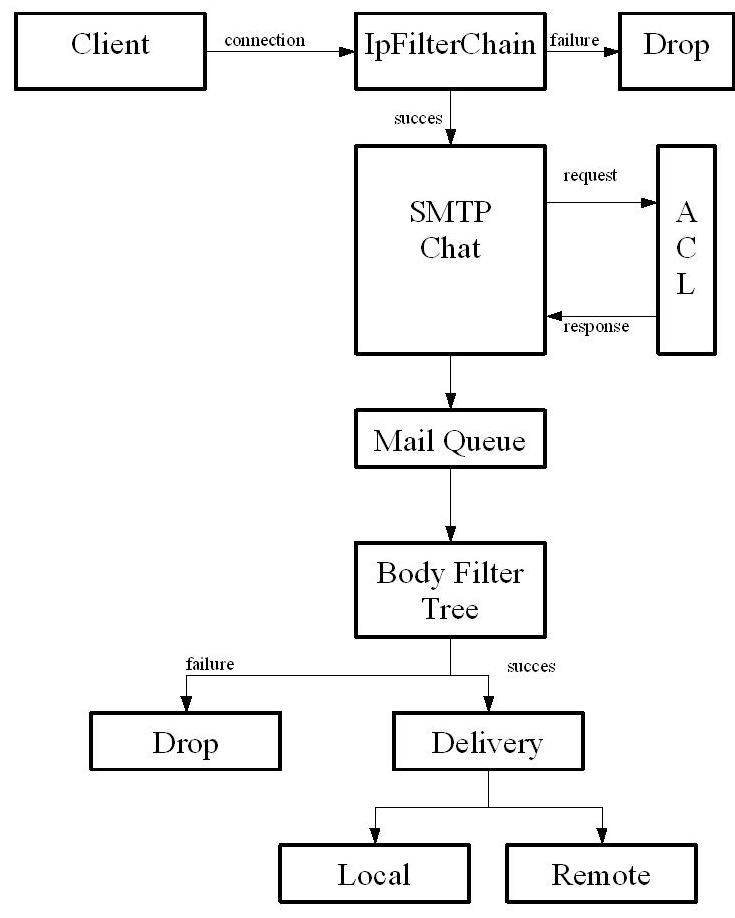 Client
connection
IpFilterChain
failure
Drop
succes
SMTP
Chat
request
A
C
L
response
Mail Queue
Body Filter
Tree
failure
succes
Drop
Delivery
Local
Remote